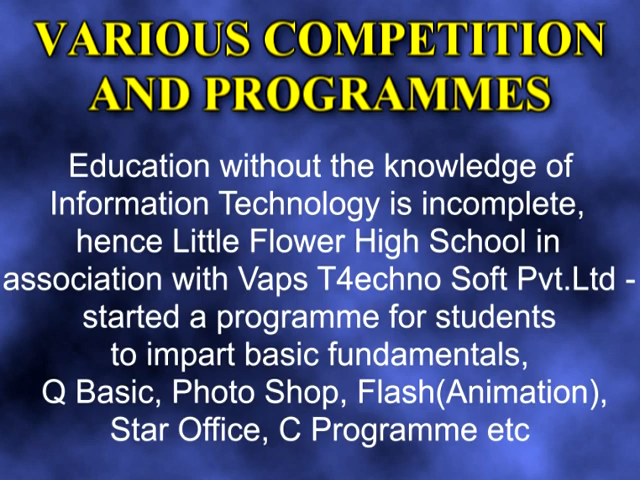 VARIOUS COMPETITION
AND PROGRAMMES
Education without the knowledge of
Information Technology is incomplete,
hence Little Flower High School in
association with Vaps T4echno Soft Pvt.Ltd -
started a programme for students
to impart basic fundamentals,
Q Basic, Photo Shop, Flash(Animation),
Star Office, C Programme etc